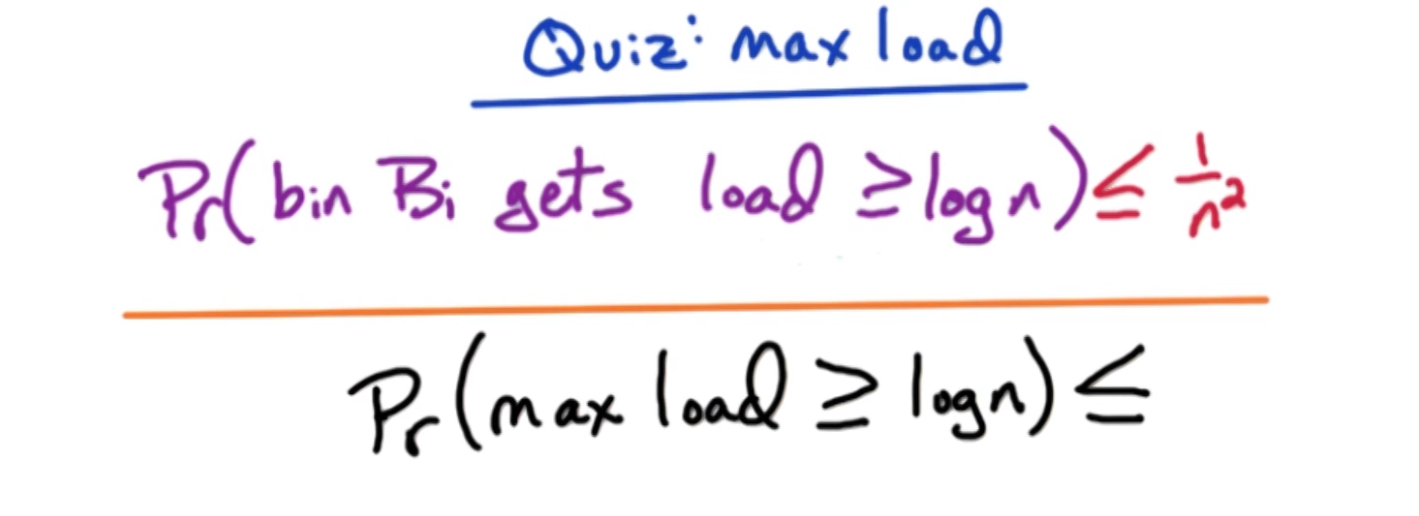 Quiz: max load
Pr(bin Bᵢ gets load ≥ log n) ≤ 1/n²
Pr(max load ≥ log n) ≤